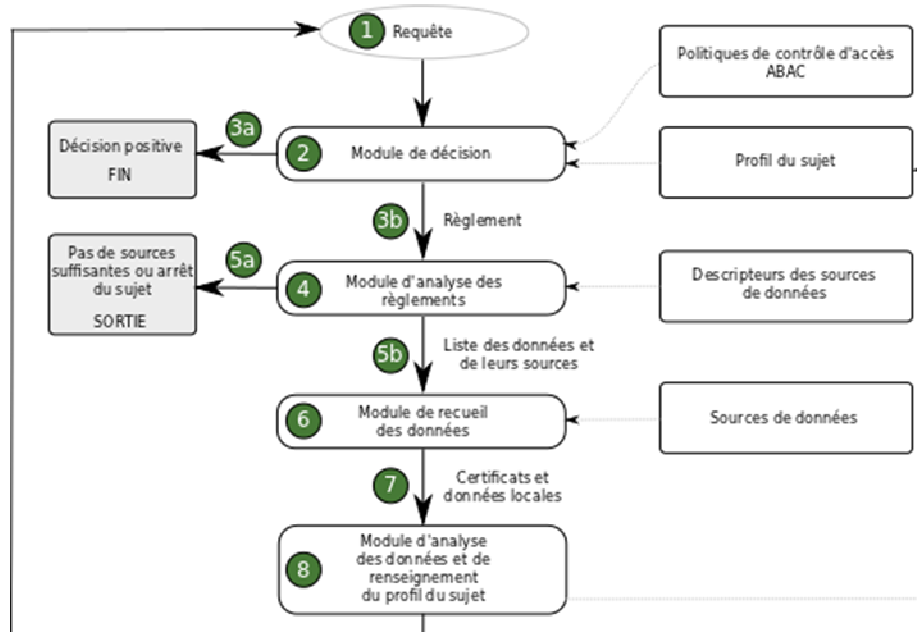 1 Requête
Politiques de contrôle d'accès
ABAC
3a
Décision positive
FIN
2 Module de décision
Profil du sujet
3b Règlement
Pas de sources
suffisantes ou arrêt
du sujet
SORTIE
5a
4 Module d'analyse des
règlements
Descripteurs des sources
de données
5b Liste des données et
de leurs sources
6 Module de recueil
des données
Sources de données
7 Certificats et
données locales
8 Module d'analyse
des données et de
renseignement
du profil du sujet